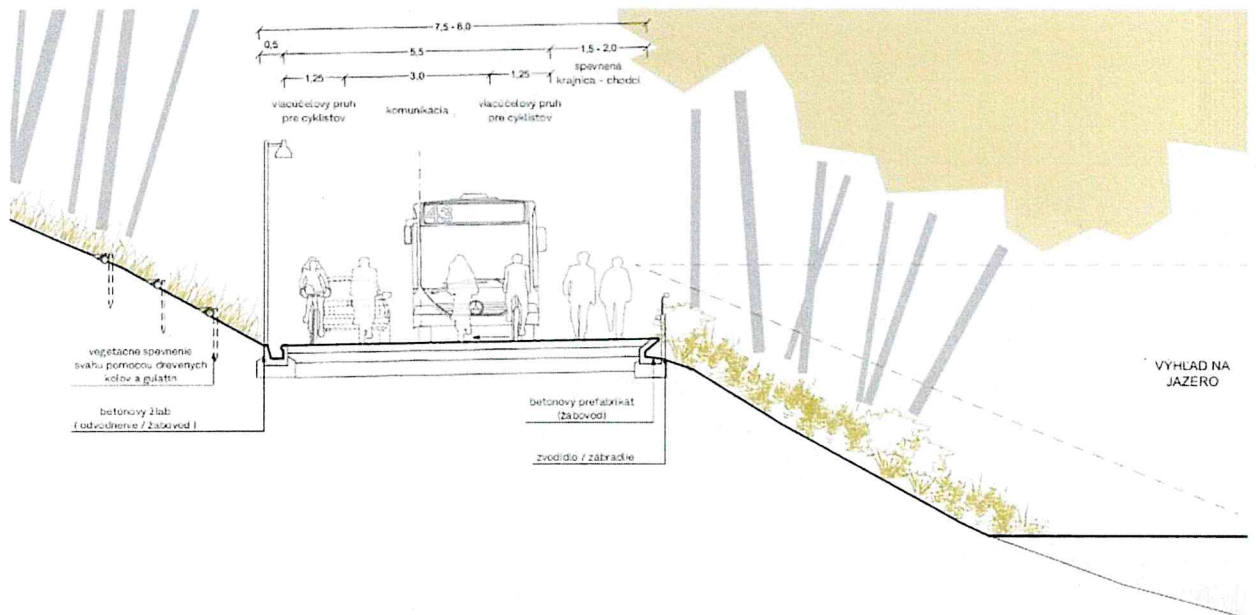 7,5 - 8,0
0,5
5,5
1,5 - 2,0
spevnená
krajnica - chodci
1,25
3,0
1,25
viacúčelový pruh
pre cyklistov
komunikácia
viacúčelový pruh
pre cyklistov
43
vegetačné spevnenie
svahu pomocou drevených
kolov a guľatín
betónový žľab
( odvodnenie / žabovod )
betónový prefabrikát
(žabovod)
zvodidlo / zábradlie
VÝHĽAD NA
JAZERO